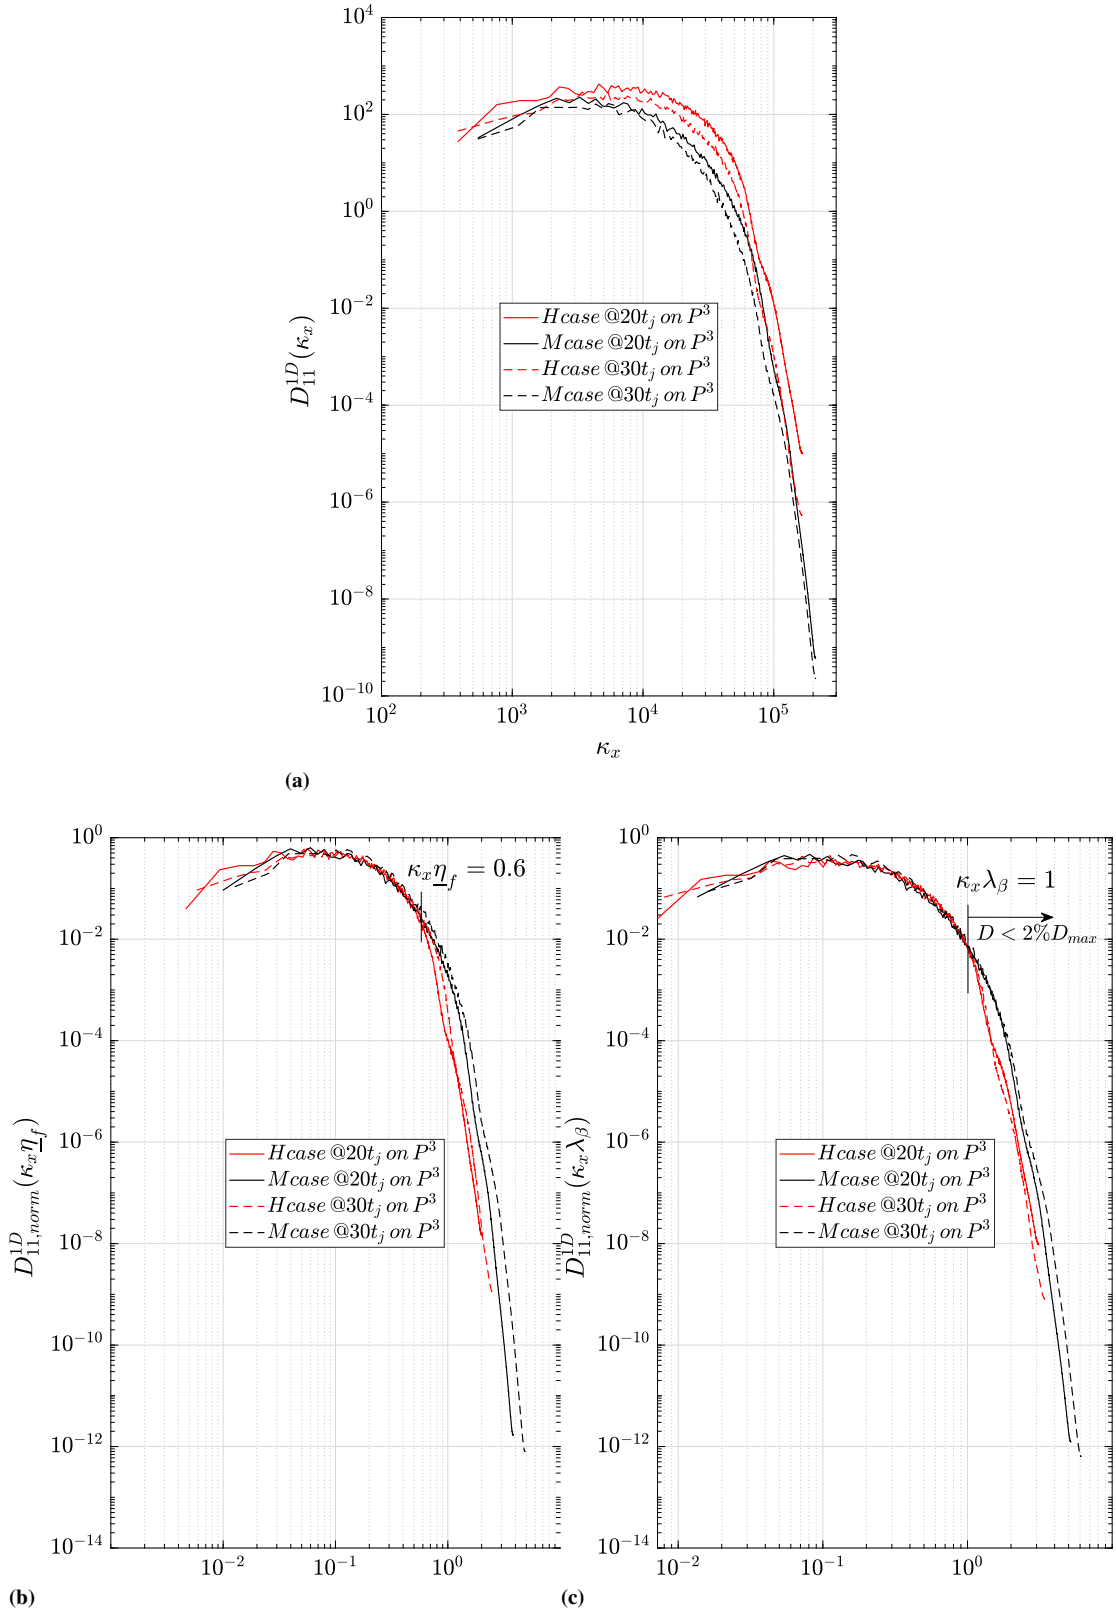 10^4
10^2
10^0
10^{-2}
10^{-4}
10^{-6}
10^{-8}
10^{-10}
D_{11}^{1D}(κ_x)
Hcase @20t_j on P^3
Mcase @20t_j on P^3
Hcase @30t_j on P^3
Mcase @30t_j on P^3
10^2 10^3 10^4 10^5
κ_x
(a)
10^0
10^{-2}
10^{-4}
10^{-6}
10^{-8}
10^{-10}
10^{-12}
10^{-14}
D_{11,norm}^{1D}(κ_x η_f)
κ_x η_f = 0.6
Hcase @20t_j on P^3
Mcase @20t_j on P^3
Hcase @30t_j on P^3
Mcase @30t_j on P^3
10^{-2} 10^{-1} 10^0
(b)
10^0
10^{-2}
10^{-4}
10^{-6}
10^{-8}
10^{-10}
10^{-12}
10^{-14}
D_{11,norm}^{1D}(κ_x λ_β)
κ_x λ_β = 1
D < 2%D_{max}
Hcase @20t_j on P^3
Mcase @20t_j on P^3
Hcase @30t_j on P^3
Mcase @30t_j on P^3
10^{-2} 10^{-1} 10^0
(c)